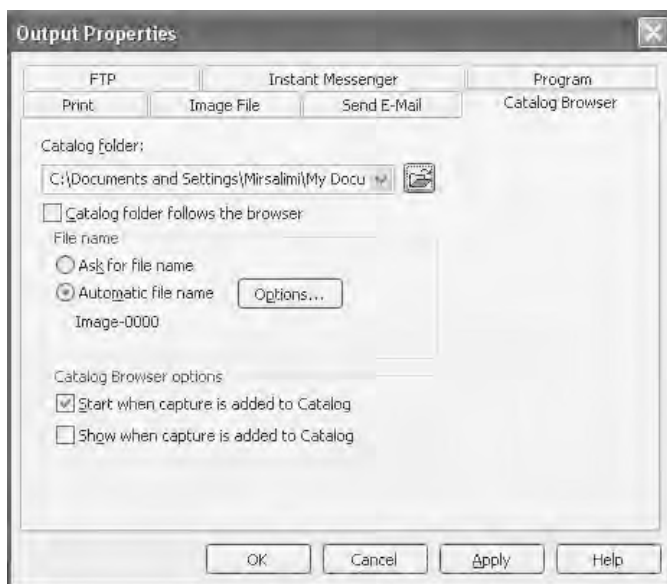 Output Properties
FTP Instant Messenger Program
Print Image File Send E-Mail Catalog Browser
Catalog folder:
C:\Documents and Settings\Mirsalimi\My Docu
Catalog folder follows the browser
File name
Ask for file name
Automatic file name Options...
Image-0000
Catalog Browser options
Start when capture is added to Catalog
Show when capture is added to Catalog
OK Cancel Apply Help